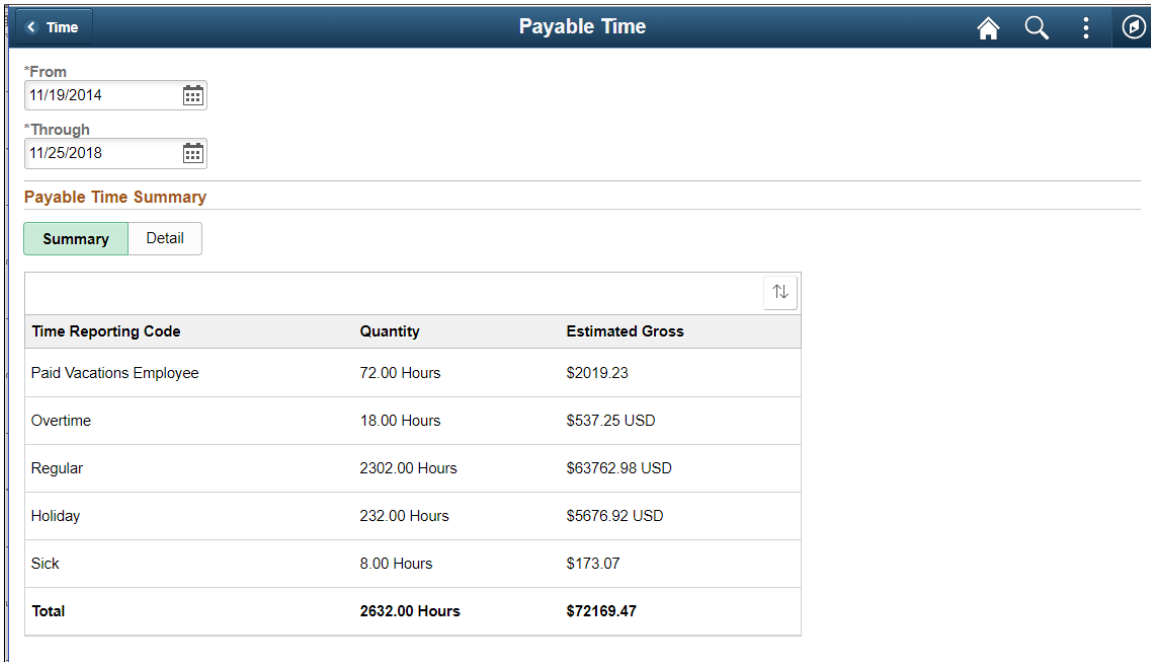 Time
Payable Time
*From
11/19/2014
*Through
11/25/2018
Payable Time Summary
Summary Detail
Time Reporting Code Quantity Estimated Gross
Paid Vacations Employee 72.00 Hours $2019.23
Overtime 18.00 Hours $537.25 USD
Regular 2302.00 Hours $63762.98 USD
Holiday 232.00 Hours $5676.92 USD
Sick 8.00 Hours $173.07
Total 2632.00 Hours $72169.47